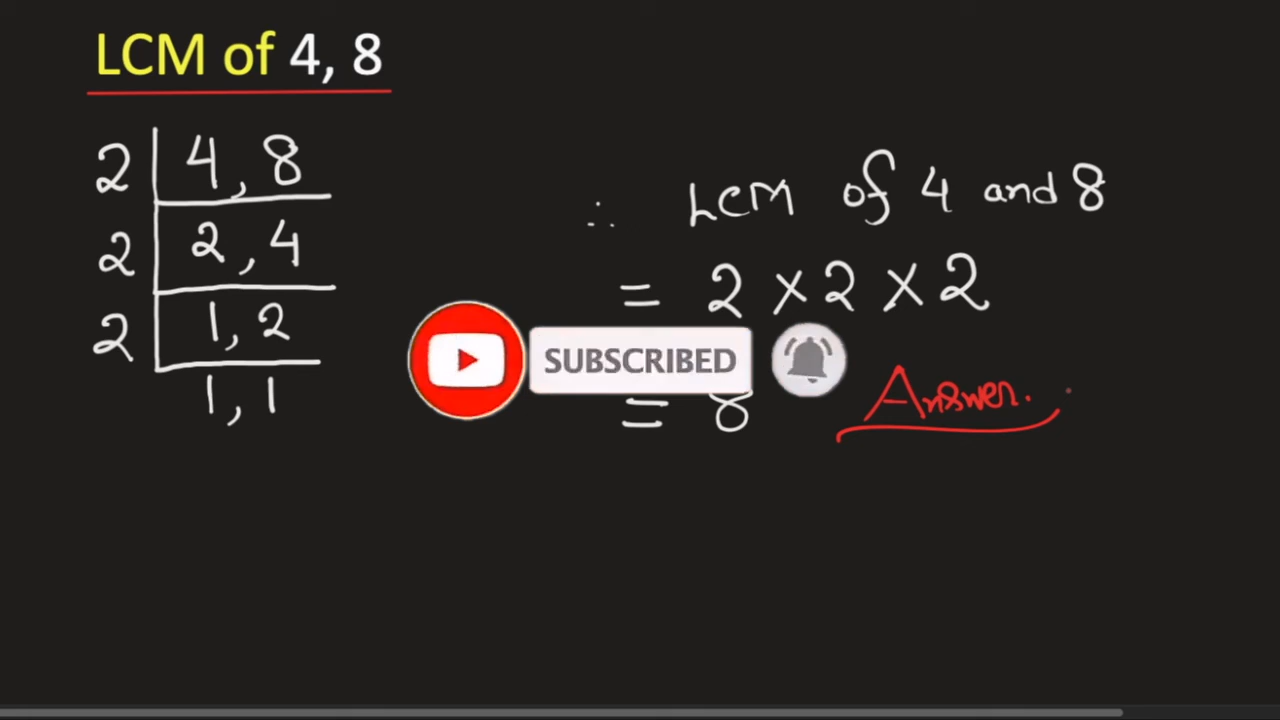 LCM of 4, 8
2 | 4, 8
2 | 2, 4
2 | 1, 2
1, 1
∴ LCM of 4 and 8
= 2 × 2 × 2
SUBSCRIBED
= 8 Answer.